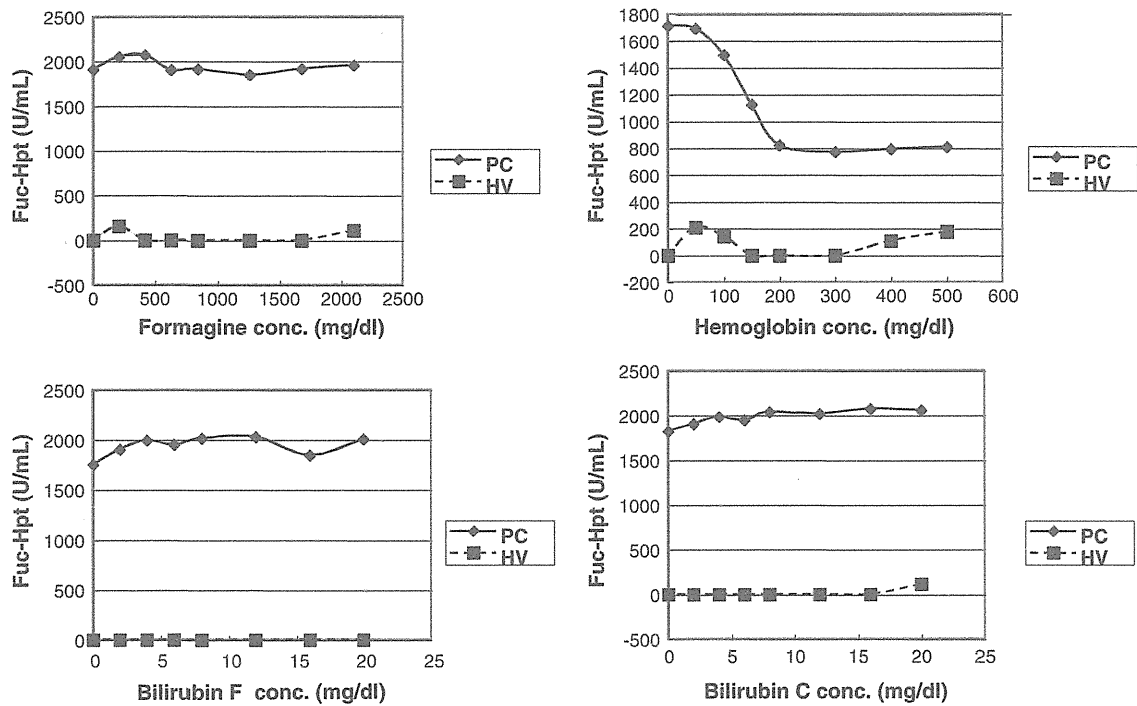 2500
2000
1500
1000
500
0
-500
Fuc-Hpt (U/mL)
0 500 1000 1500 2000 2500
Formagine conc. (mg/dl)
PC
HV
1800
1600
1400
1200
1000
800
600
400
200
0
-200
Fuc-Hpt (U/mL)
0 100 200 300 400 500 600
Hemoglobin conc. (mg/dl)
PC
HV
2500
2000
1500
1000
500
0
Fuc-Hpt (U/mL)
0 5 10 15 20 25
Bilirubin F conc. (mg/dl)
PC
HV
2500
2000
1500
1000
500
0
-500
Fuc-Hpt (U/mL)
0 5 10 15 20 25
Bilirubin C conc. (mg/dl)
PC
HV